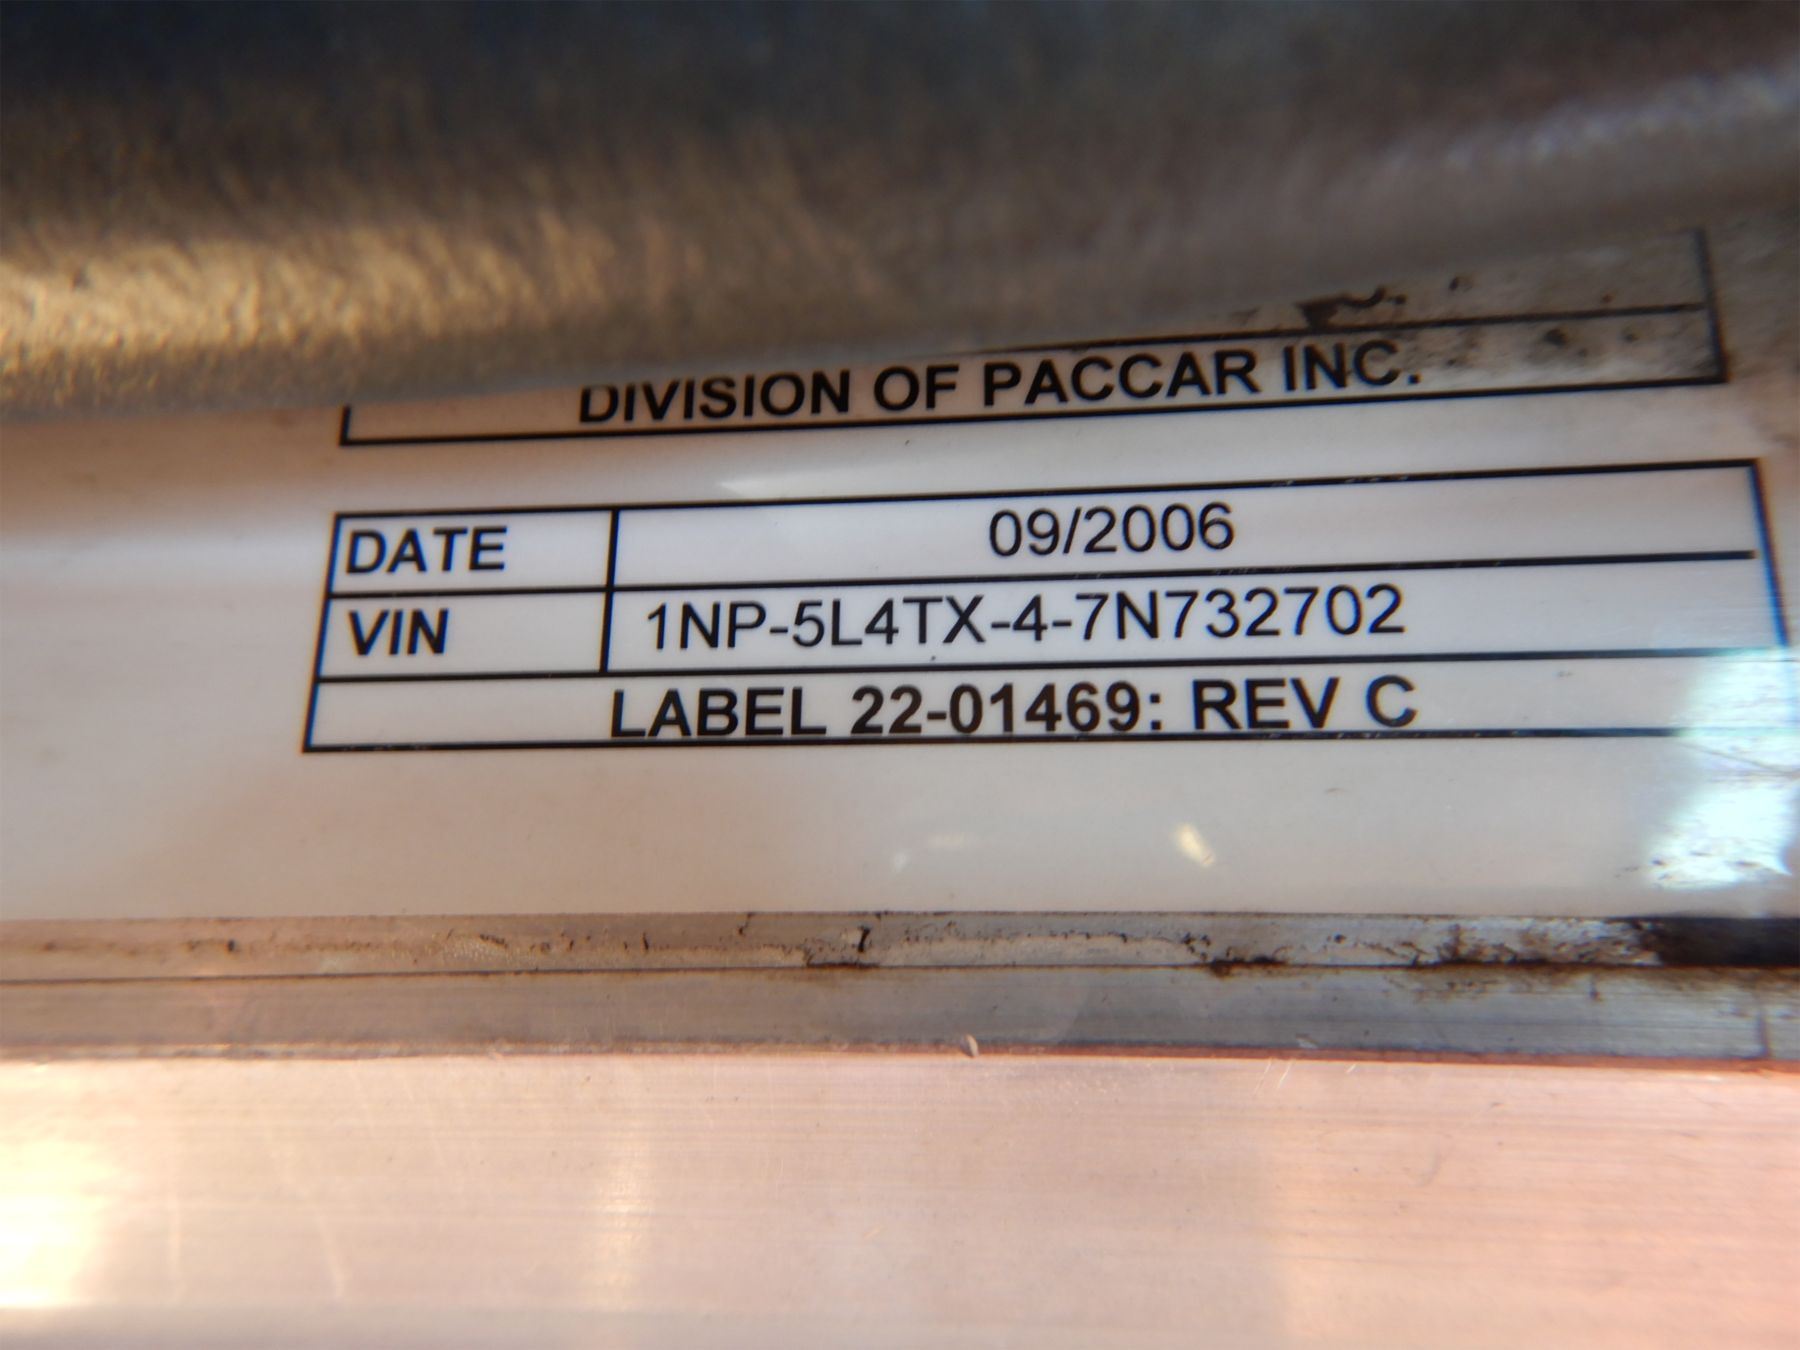 DIVISION OF PACCAR INC.
DATE 09/2006
VIN 1NP-5L4TX-4-7N732702
LABEL 22-01469: REV C